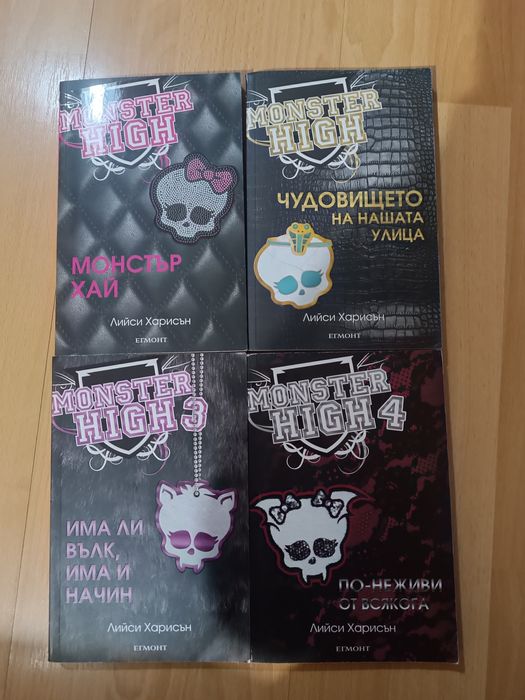 MONSTER
HIGH
МОНСТЪР
ХАЙ
Лийси Харисън
ЕГМОНТ
MONSTER
HIGH
ЧУДОВИЩЕТО
НА НАШАТА
УЛИЦА
Лийси Харисън
ЕГМОНТ
MONSTER
HIGH 3
ИМА ЛИ
ВЪЛК,
ИМА И
НАЧИН
Лийси Харисън
ЕГМОНТ
MONSTER
HIGH 4
ПО-НЕЖИВИ
ОТ ВСЯКОГА
Лийси Харисън
ЕГМОНТ